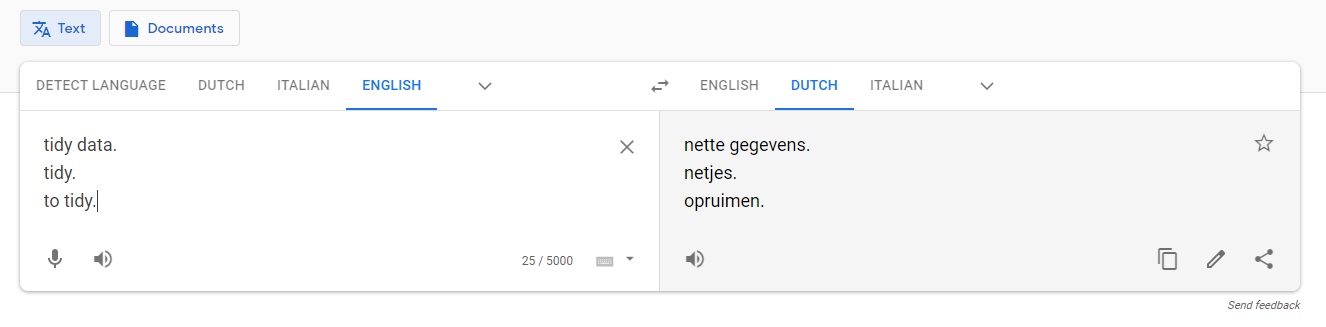 Text Documents
DETECT LANGUAGE DUTCH ITALIAN ENGLISH ENGLISH DUTCH ITALIAN
tidy data.
tidy.
to tidy.
nette gegevens.
netjes.
opruimen.
25 / 5000
Send feedback